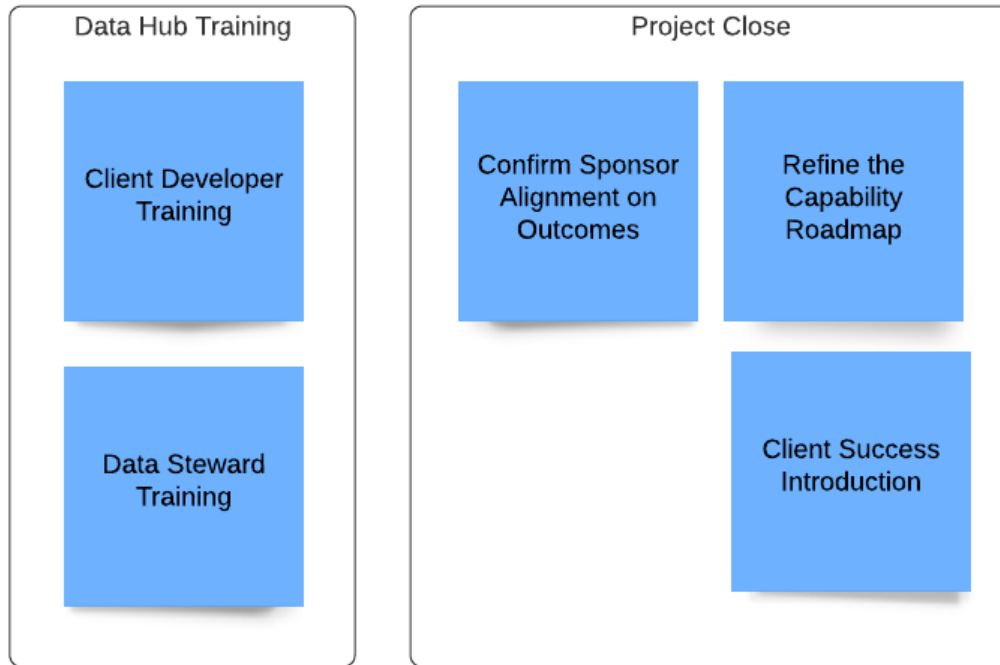 Data Hub Training
Client Developer
Training
Data Steward
Training
Project Close
Confirm Sponsor
Alignment on
Outcomes
Refine the
Capability
Roadmap
Client Success
Introduction